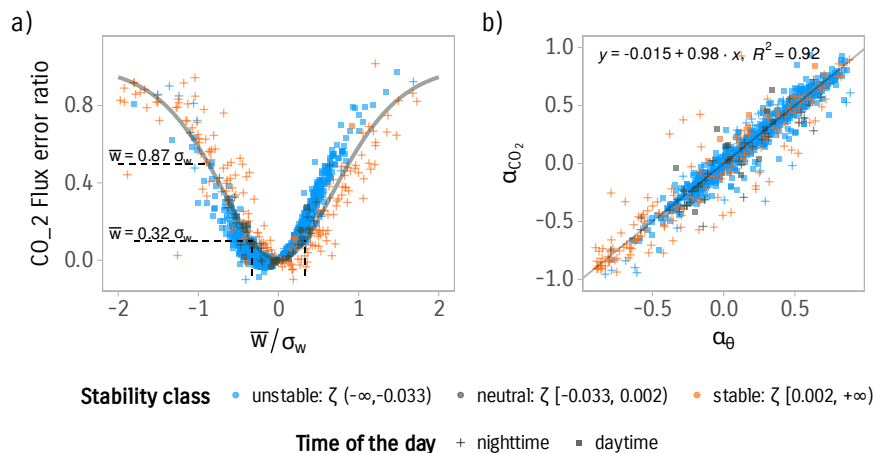 a)
CO_2 Flux error ratio
0.8
0.4
0.0
w̅ = 0.87 σw
w̅ = 0.32 σw
−2 −1 0 1 2
w̅/σw
b)
y = -0.015 + 0.98 · x, R² = 0.92
αCO₂
1.0
0.5
0.0
−0.5
−1.0
−0.5 0.0 0.5
αθ
Stability class unstable: ζ (-∞,-0.033) neutral: ζ [-0.033, 0.002) stable: ζ [0.002, +∞)
Time of the day nighttime daytime